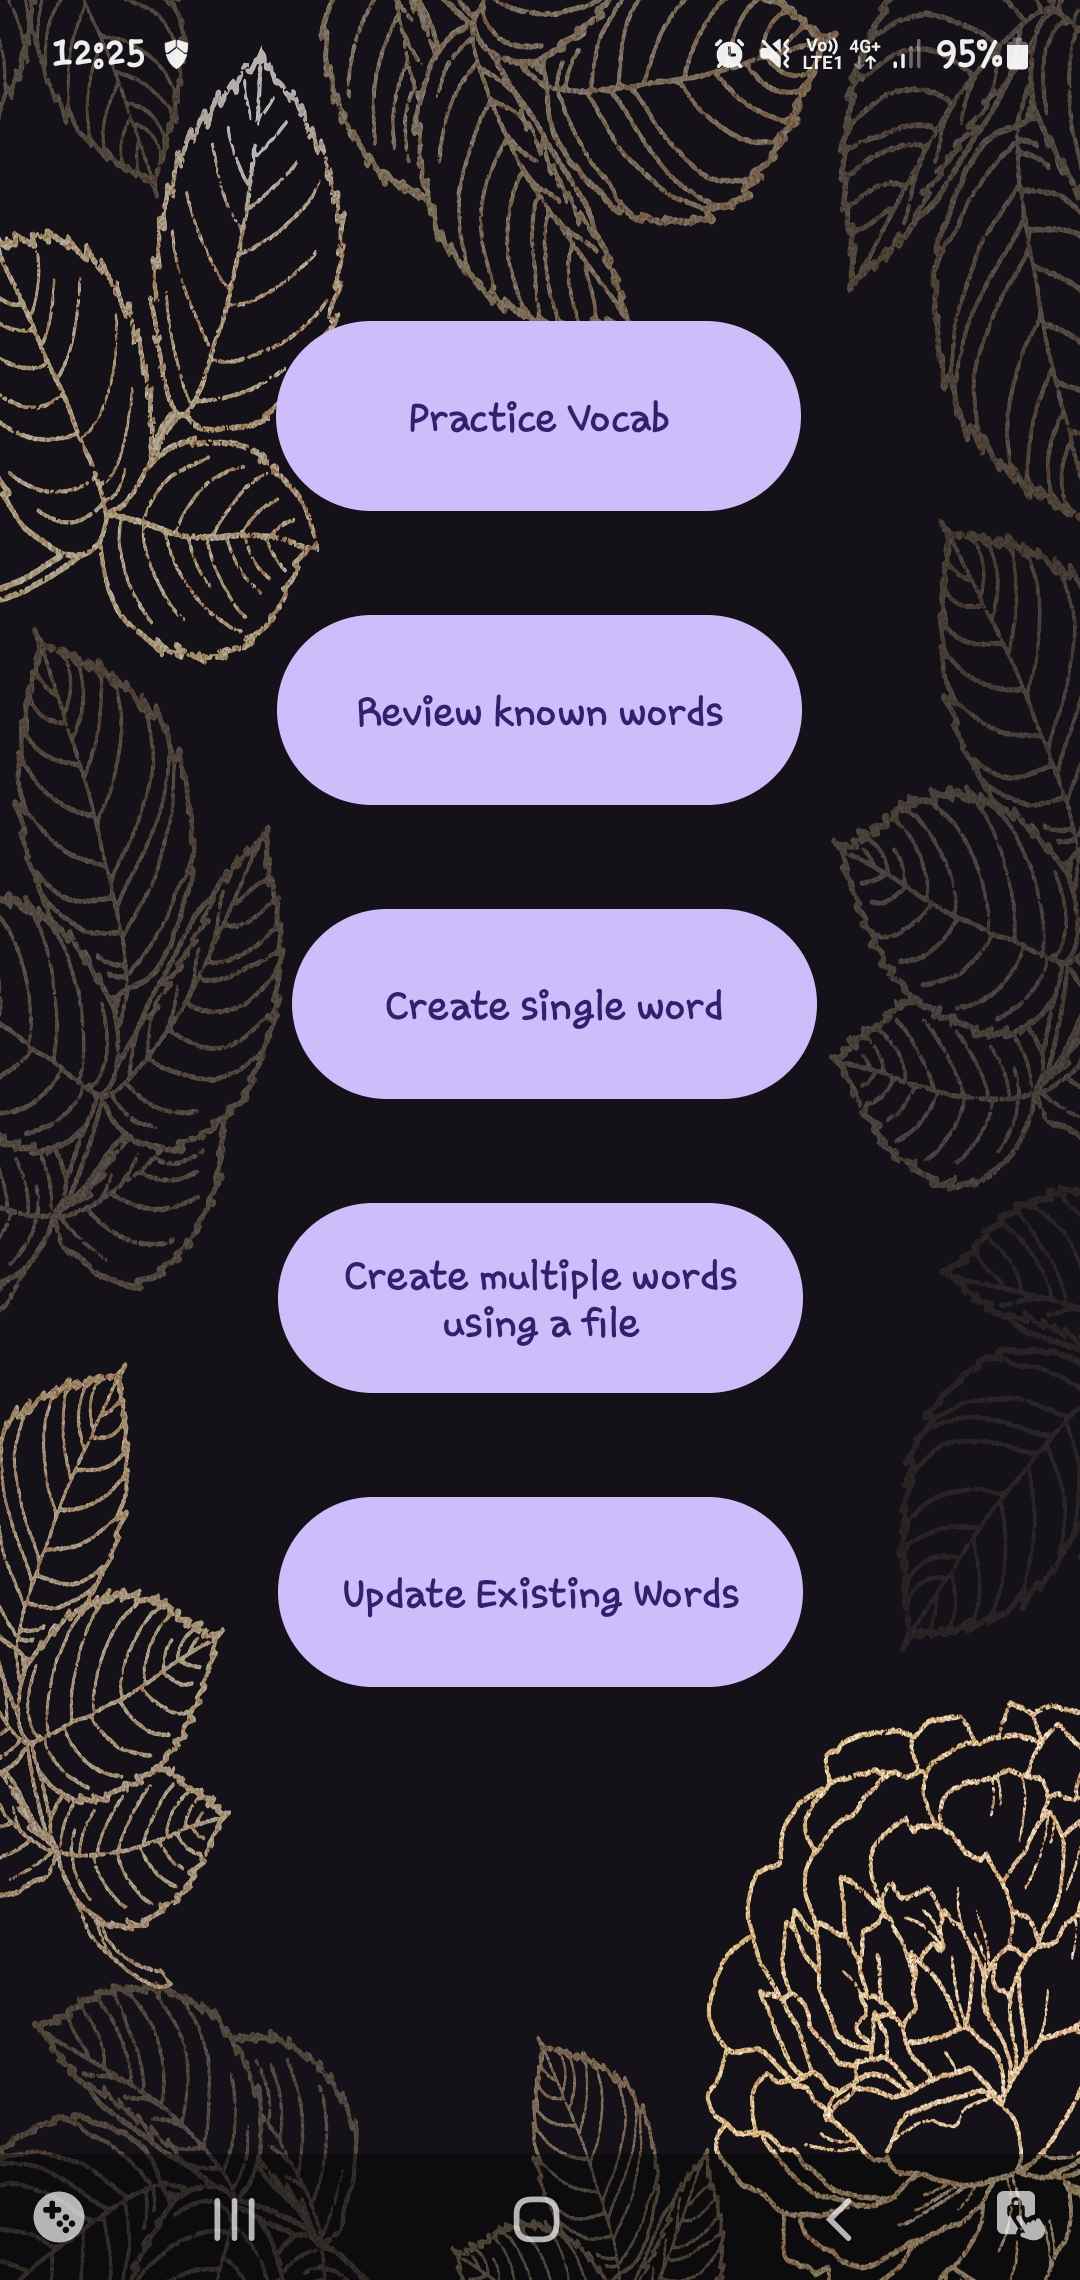 12:25
Vo)) 4G+
LTE1
95%
Practice Vocab
Review known words
Create single word
Create multiple words
using a file
Update Existing Words